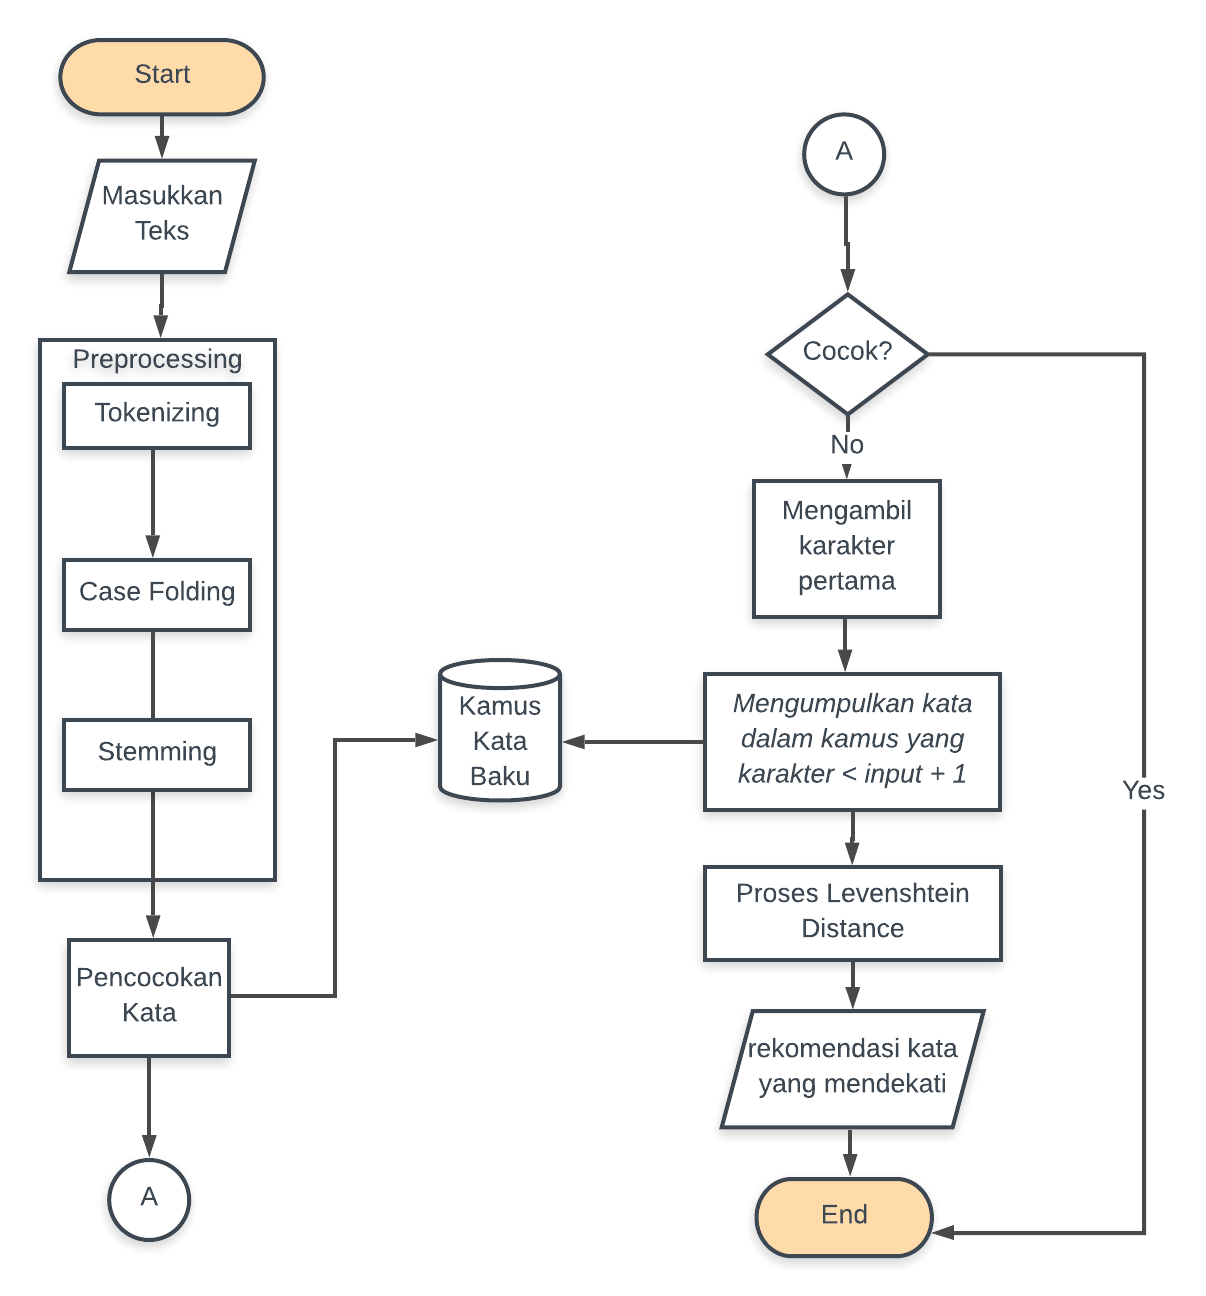 Start
Masukkan
Teks
Preprocessing
Tokenizing
Case Folding
Stemming
Pencocokan
Kata
A
Kamus
Kata
Baku
A
Cocok?
No
Yes
Mengambil
karakter
pertama
Mengumpulkan kata
dalam kamus yang
karakter < input + 1
Proses Levenshtein
Distance
rekomendasi kata
yang mendekati
End